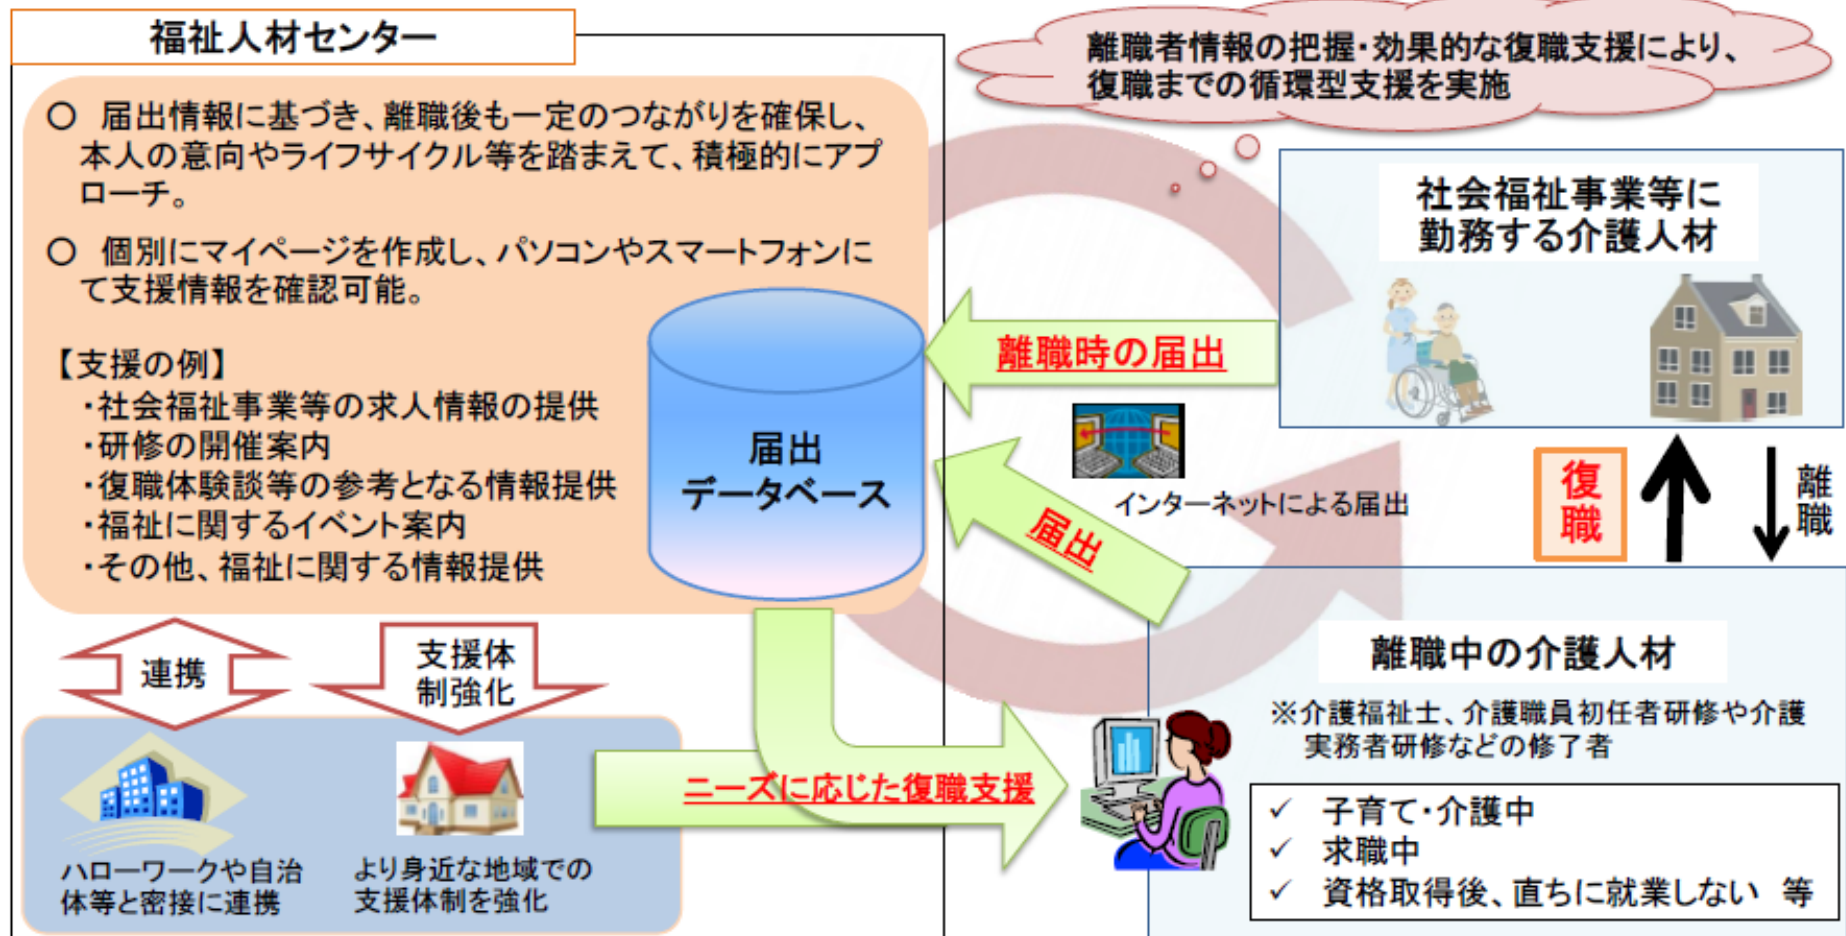 福祉人材センター
○ 届出情報に基づき、離職後も一定のつながりを確保し、
本人の意向やライフサイクル等を踏まえて、積極的にアプ
ローチ。
○ 個別にマイページを作成し、パソコンやスマートフォンに
て支援情報を確認可能。
【支援の例】
・社会福祉事業等の求人情報の提供
・研修の開催案内
・復職体験談等の参考となる情報提供
・福祉に関するイベント案内
・その他、福祉に関する情報提供
届出
データベース
連携
支援体
制強化
ハローワークや自治
体等と密接に連携
より身近な地域での
支援体制を強化
離職者情報の把握・効果的な復職支援により、
復職までの循環型支援を実施
社会福祉事業等に
勤務する介護人材
離職時の届出
インターネットによる届出
届出
復職
離職
ニーズに応じた復職支援
離職中の介護人材
※介護福祉士、介護職員初任者研修や介護
実務者研修などの修了者
✓ 子育て・介護中
✓ 求職中
✓ 資格取得後、直ちに就業しない 等